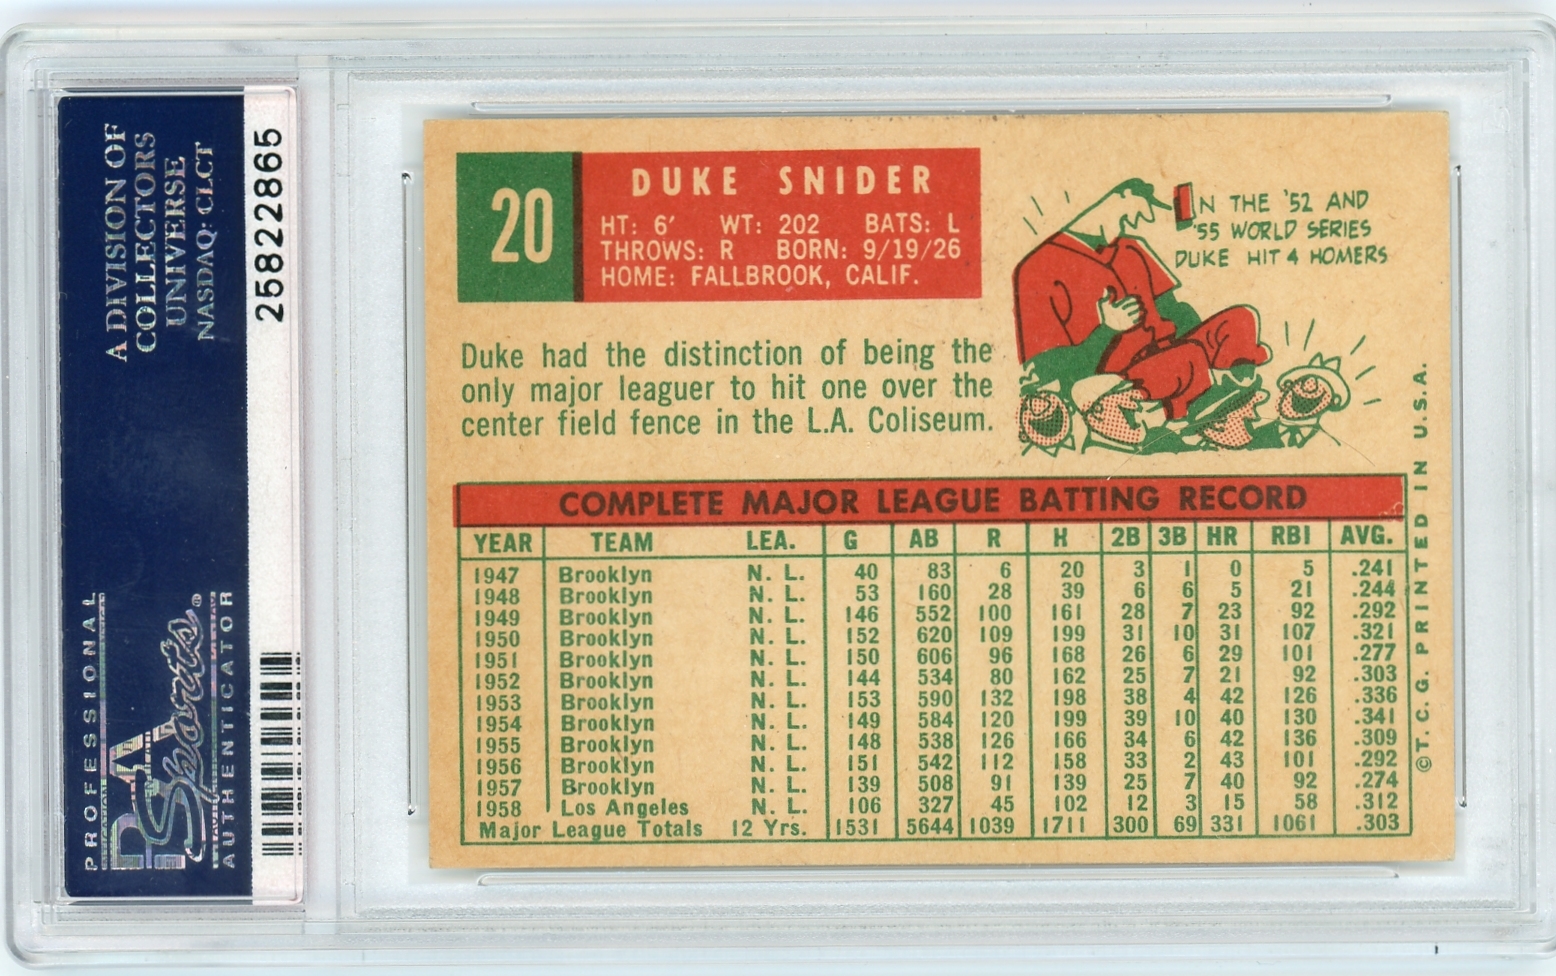 A DIVISION OF
COLLECTORS
UNIVERSE
NASDAQ: CLCT
25822865
PROFESSIONAL
PSA
Sports®
AUTHENTICATOR
20
DUKE SNIDER
HT: 6' WT: 202 BATS: L
THROWS: R BORN: 9/19/26
HOME: FALLBROOK, CALIF.
IN THE '52 AND
'55 WORLD SERIES
DUKE HIT 4 HOMERS
Duke had the distinction of being the
only major leaguer to hit one over the
center field fence in the L.A. Coliseum.
COMPLETE MAJOR LEAGUE BATTING RECORD
YEAR TEAM LEA. G AB R H 2B 3B HR RBI AVG.
1947 Brooklyn N. L. 40 83 6 20 3 1 0 5 .241
1948 Brooklyn N. L. 53 160 28 39 6 6 5 21 .244
1949 Brooklyn N. L. 146 552 100 161 28 7 23 92 .292
1950 Brooklyn N. L. 152 620 109 199 31 10 31 107 .321
1951 Brooklyn N. L. 150 606 96 168 26 6 29 101 .277
1952 Brooklyn N. L. 144 534 80 162 25 7 21 92 .303
1953 Brooklyn N. L. 153 590 132 198 38 4 42 126 .336
1954 Brooklyn N. L. 149 584 120 199 39 10 40 130 .341
1955 Brooklyn N. L. 148 538 126 166 34 6 42 136 .309
1956 Brooklyn N. L. 151 542 112 158 33 2 43 101 .292
1957 Brooklyn N. L. 139 508 91 139 25 7 40 92 .274
1958 Los Angeles N. L. 106 327 45 102 12 3 15 58 .312
Major League Totals 12 Yrs. 1531 5644 1039 1711 300 69 331 1061 .303
© T. C. G. PRINTED IN U.S.A.